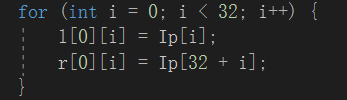 for (int i = 0; i < 32; i++) {
l[0][i] = Ip[i];
r[0][i] = Ip[32 + i];
}